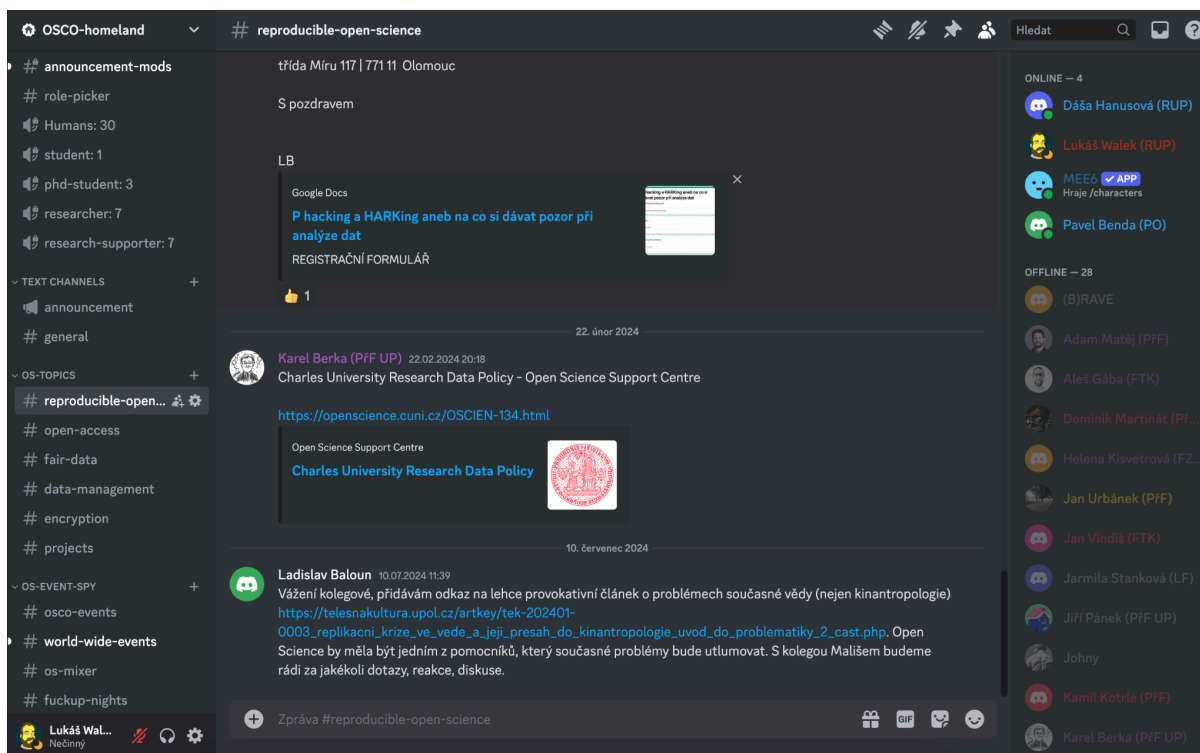 OSCO-homeland
announcement-mods
role-picker
Humans: 30
student: 1
phd-student: 3
researcher: 7
research-supporter: 7
TEXT CHANNELS
announcement
general
OS-TOPICS
reproducible-open...
open-access
fair-data
data-management
encryption
projects
OS-EVENT-SPY
osco-events
world-wide-events
os-mixer
fuckup-nights
Lukáš Wal...
Nečinný
reproducible-open-science
Hledat
třída Míru 117 | 771 11 Olomouc
S pozdravem
LB
Google Docs
P hacking a HARKing aneb na co si dávat pozor při
analýze dat
REGISTRAČNÍ FORMULÁŘ
👍 1
22. únor 2024
Karel Berka (PřF UP) 22.02.2024 20:18
Charles University Research Data Policy - Open Science Support Centre
https://openscience.cuni.cz/OSCIEN-134.html
Open Science Support Centre
Charles University Research Data Policy
10. červenec 2024
Ladislav Baloun 10.07.2024 11:39
Vážení kolegové, přidávám odkaz na lehce provokativní článek o problémech současné vědy (nejen kinantropologie)
https://telesnakultura.upol.cz/artkey/tek-202401-
0003_replikacni_krize_ve_vede_a_jeji_presah_do_kinantropologie_uvod_do_problematiky_2_cast.php. Open
Science by měla být jedním z pomocníků, který současné problémy bude utlumovat. S kolegou Mališem budeme
rádi za jakékoli dotazy, reakce, diskuse.
Zpráva #reproducible-open-science
GIF
ONLINE — 4
Dáša Hanusová (RUP)
Lukáš Walek (RUP)
MEE6 ✓ APP
Hraje /characters
Pavel Benda (PO)
OFFLINE — 28
(B)RAVE
Adam Matěj (PřF)
Aleš Gába (FTK)
Dominik Martinát (Př...
Helena Kisvetrová (FZ...
Jan Urbánek (PřF)
Jan Vindiš (FTK)
Jarmila Stanková (LF)
Jiří Pánek (PřF UP)
Johny
Kamil Kotrle (PřF)
Karel Berka (PřF UP)